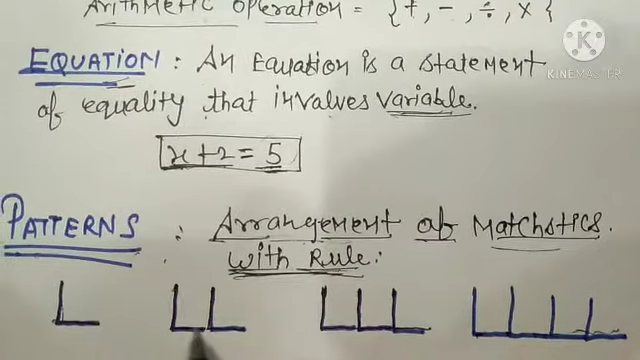 Arithmetic operation = {+, -, ÷, x}
KINEMASTER
EQUATION : An Equation is a statement
of equality that involves variable.
x + 2 = 5
PATTERNS : Arrangement of Matchstics
with Rule :